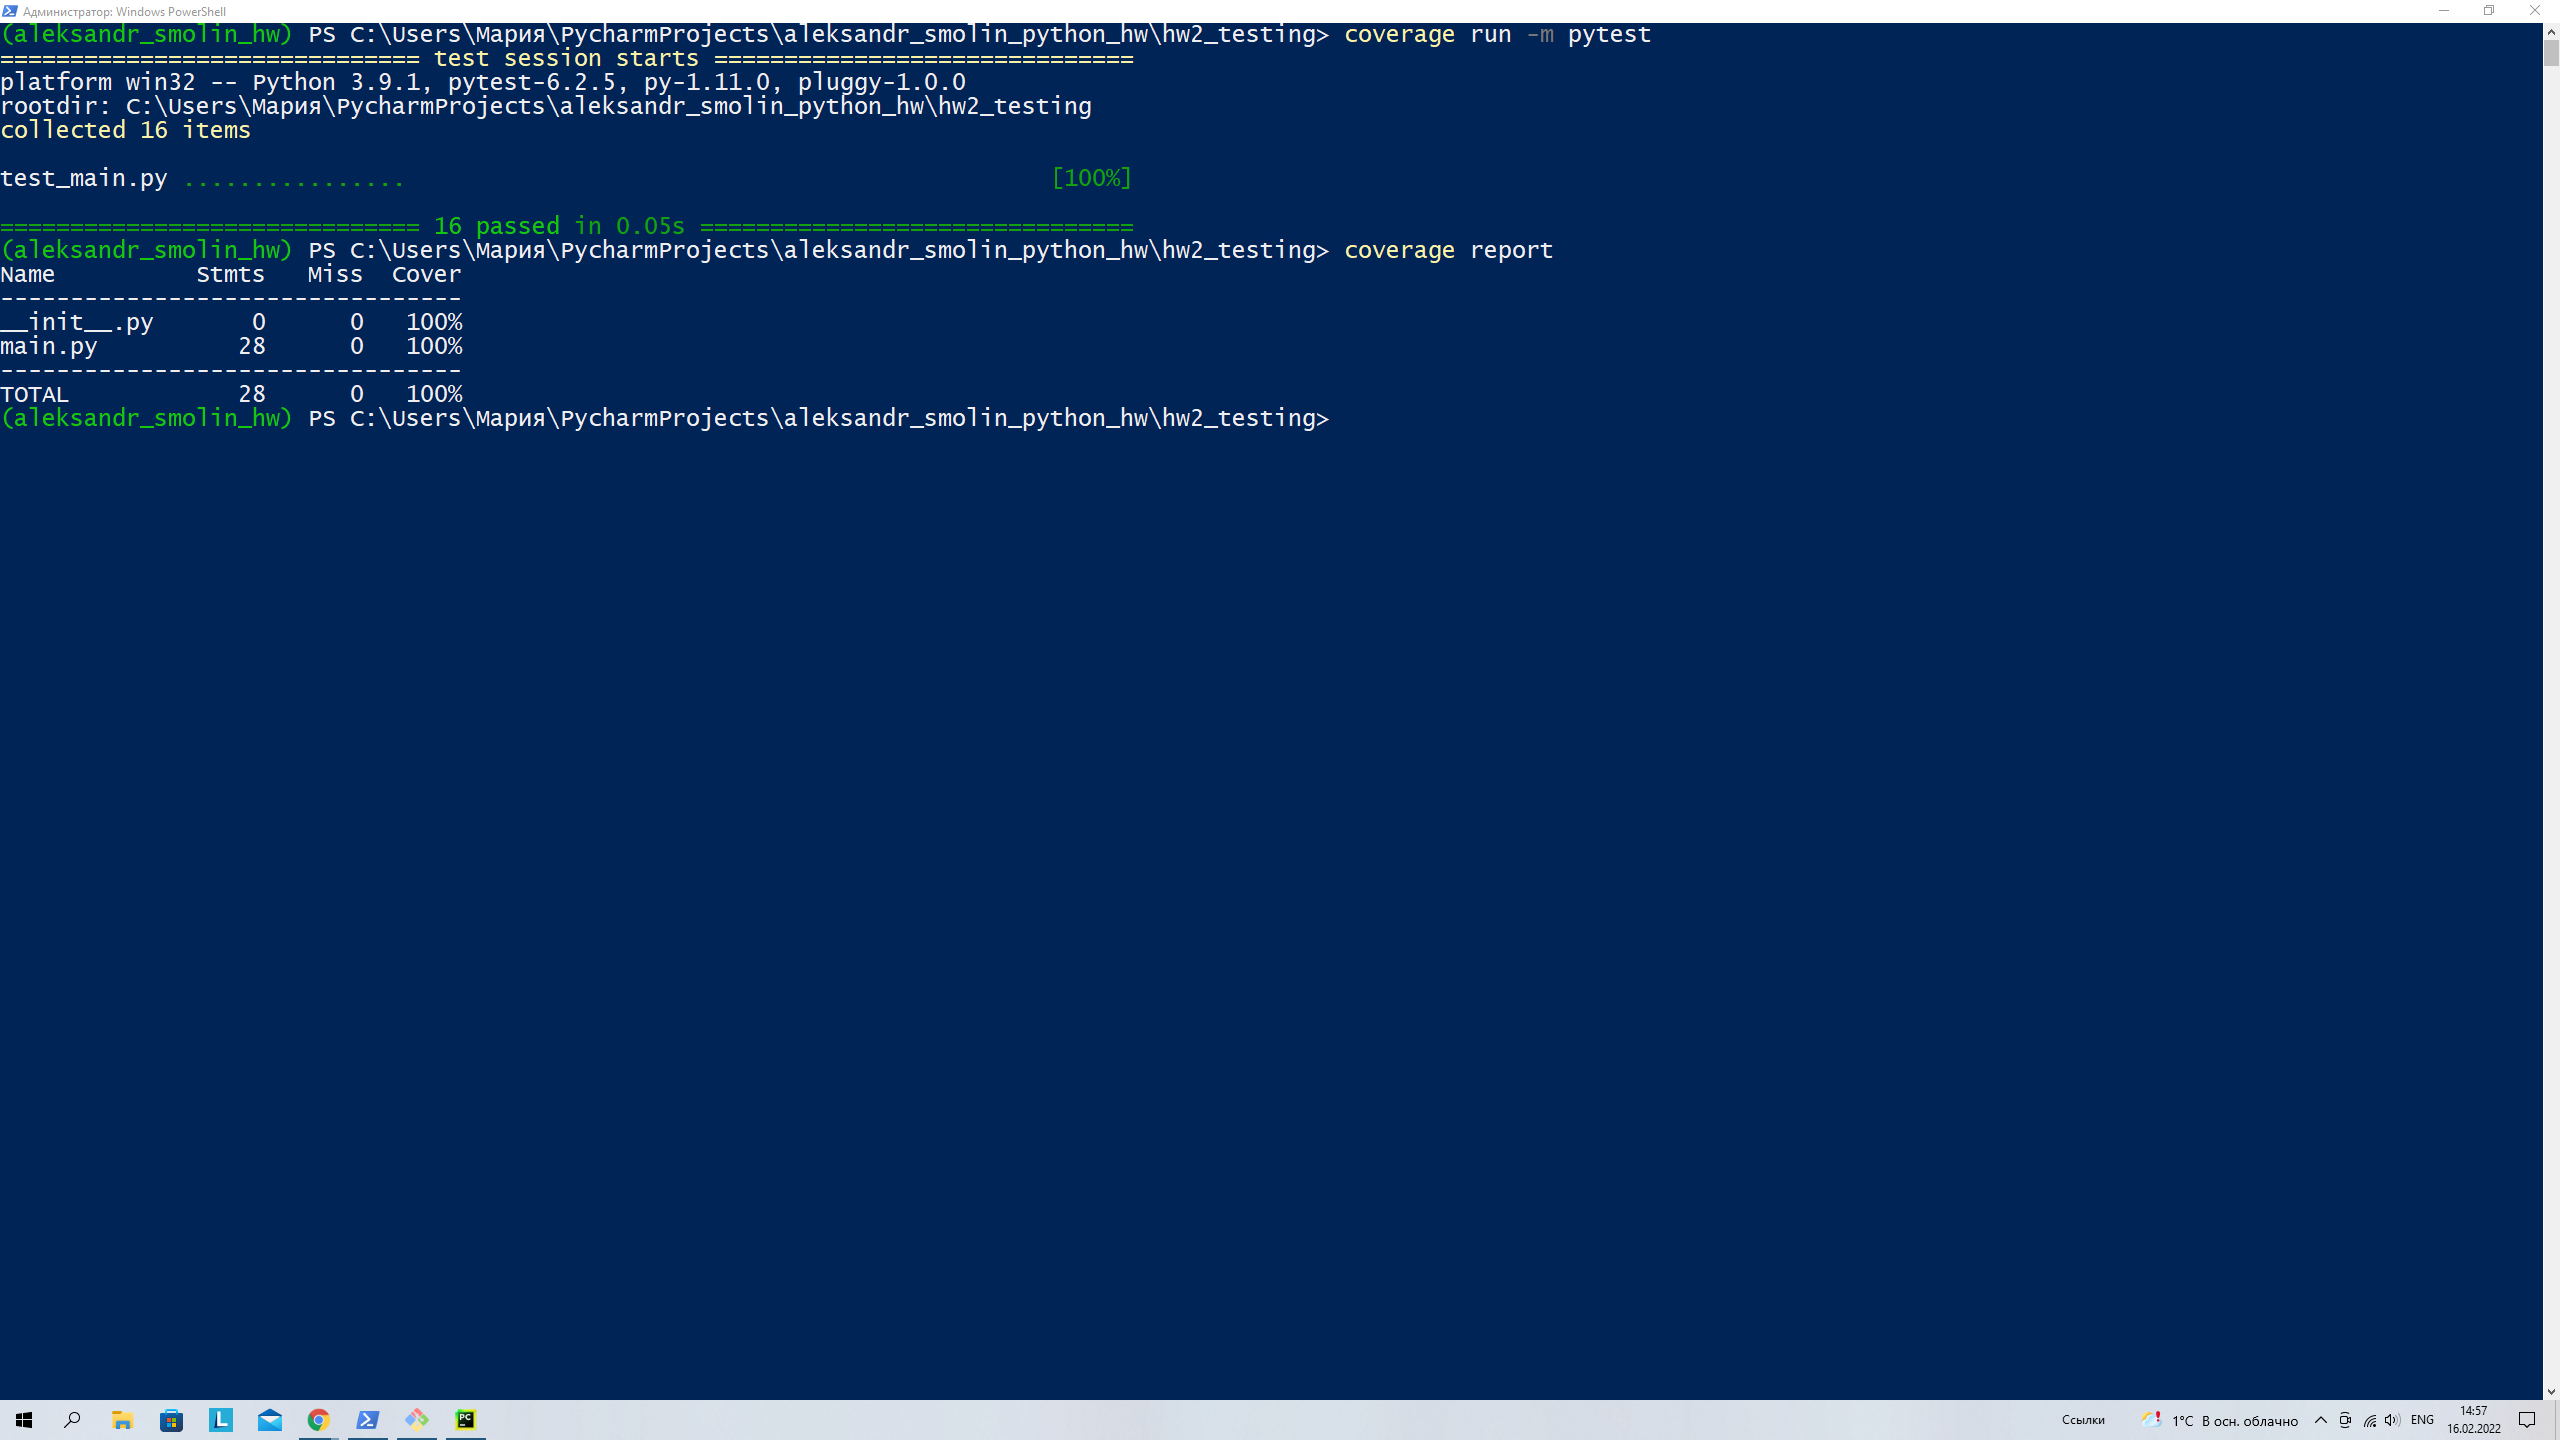 Администратор: Windows PowerShell
(aleksandr_smolin_hw) PS C:\Users\Мария\PycharmProjects\aleksandr_smolin_python_hw\hw2_testing> coverage run -m pytest
============================== test session starts ==============================
platform win32 -- Python 3.9.1, pytest-6.2.5, py-1.11.0, pluggy-1.0.0
rootdir: C:\Users\Мария\PycharmProjects\aleksandr_smolin_python_hw\hw2_testing
collected 16 items
test_main.py ................ [100%]
============================== 16 passed in 0.05s ===============================
(aleksandr_smolin_hw) PS C:\Users\Мария\PycharmProjects\aleksandr_smolin_python_hw\hw2_testing> coverage report
Name          Stmts   Miss  Cover
---------------------------------
__init__.py       0      0   100%
main.py          28      0   100%
---------------------------------
TOTAL            28      0   100%
(aleksandr_smolin_hw) PS C:\Users\Мария\PycharmProjects\aleksandr_smolin_python_hw\hw2_testing>
Ссылки 1°C В осн. облачно ENG 14:57
16.02.2022